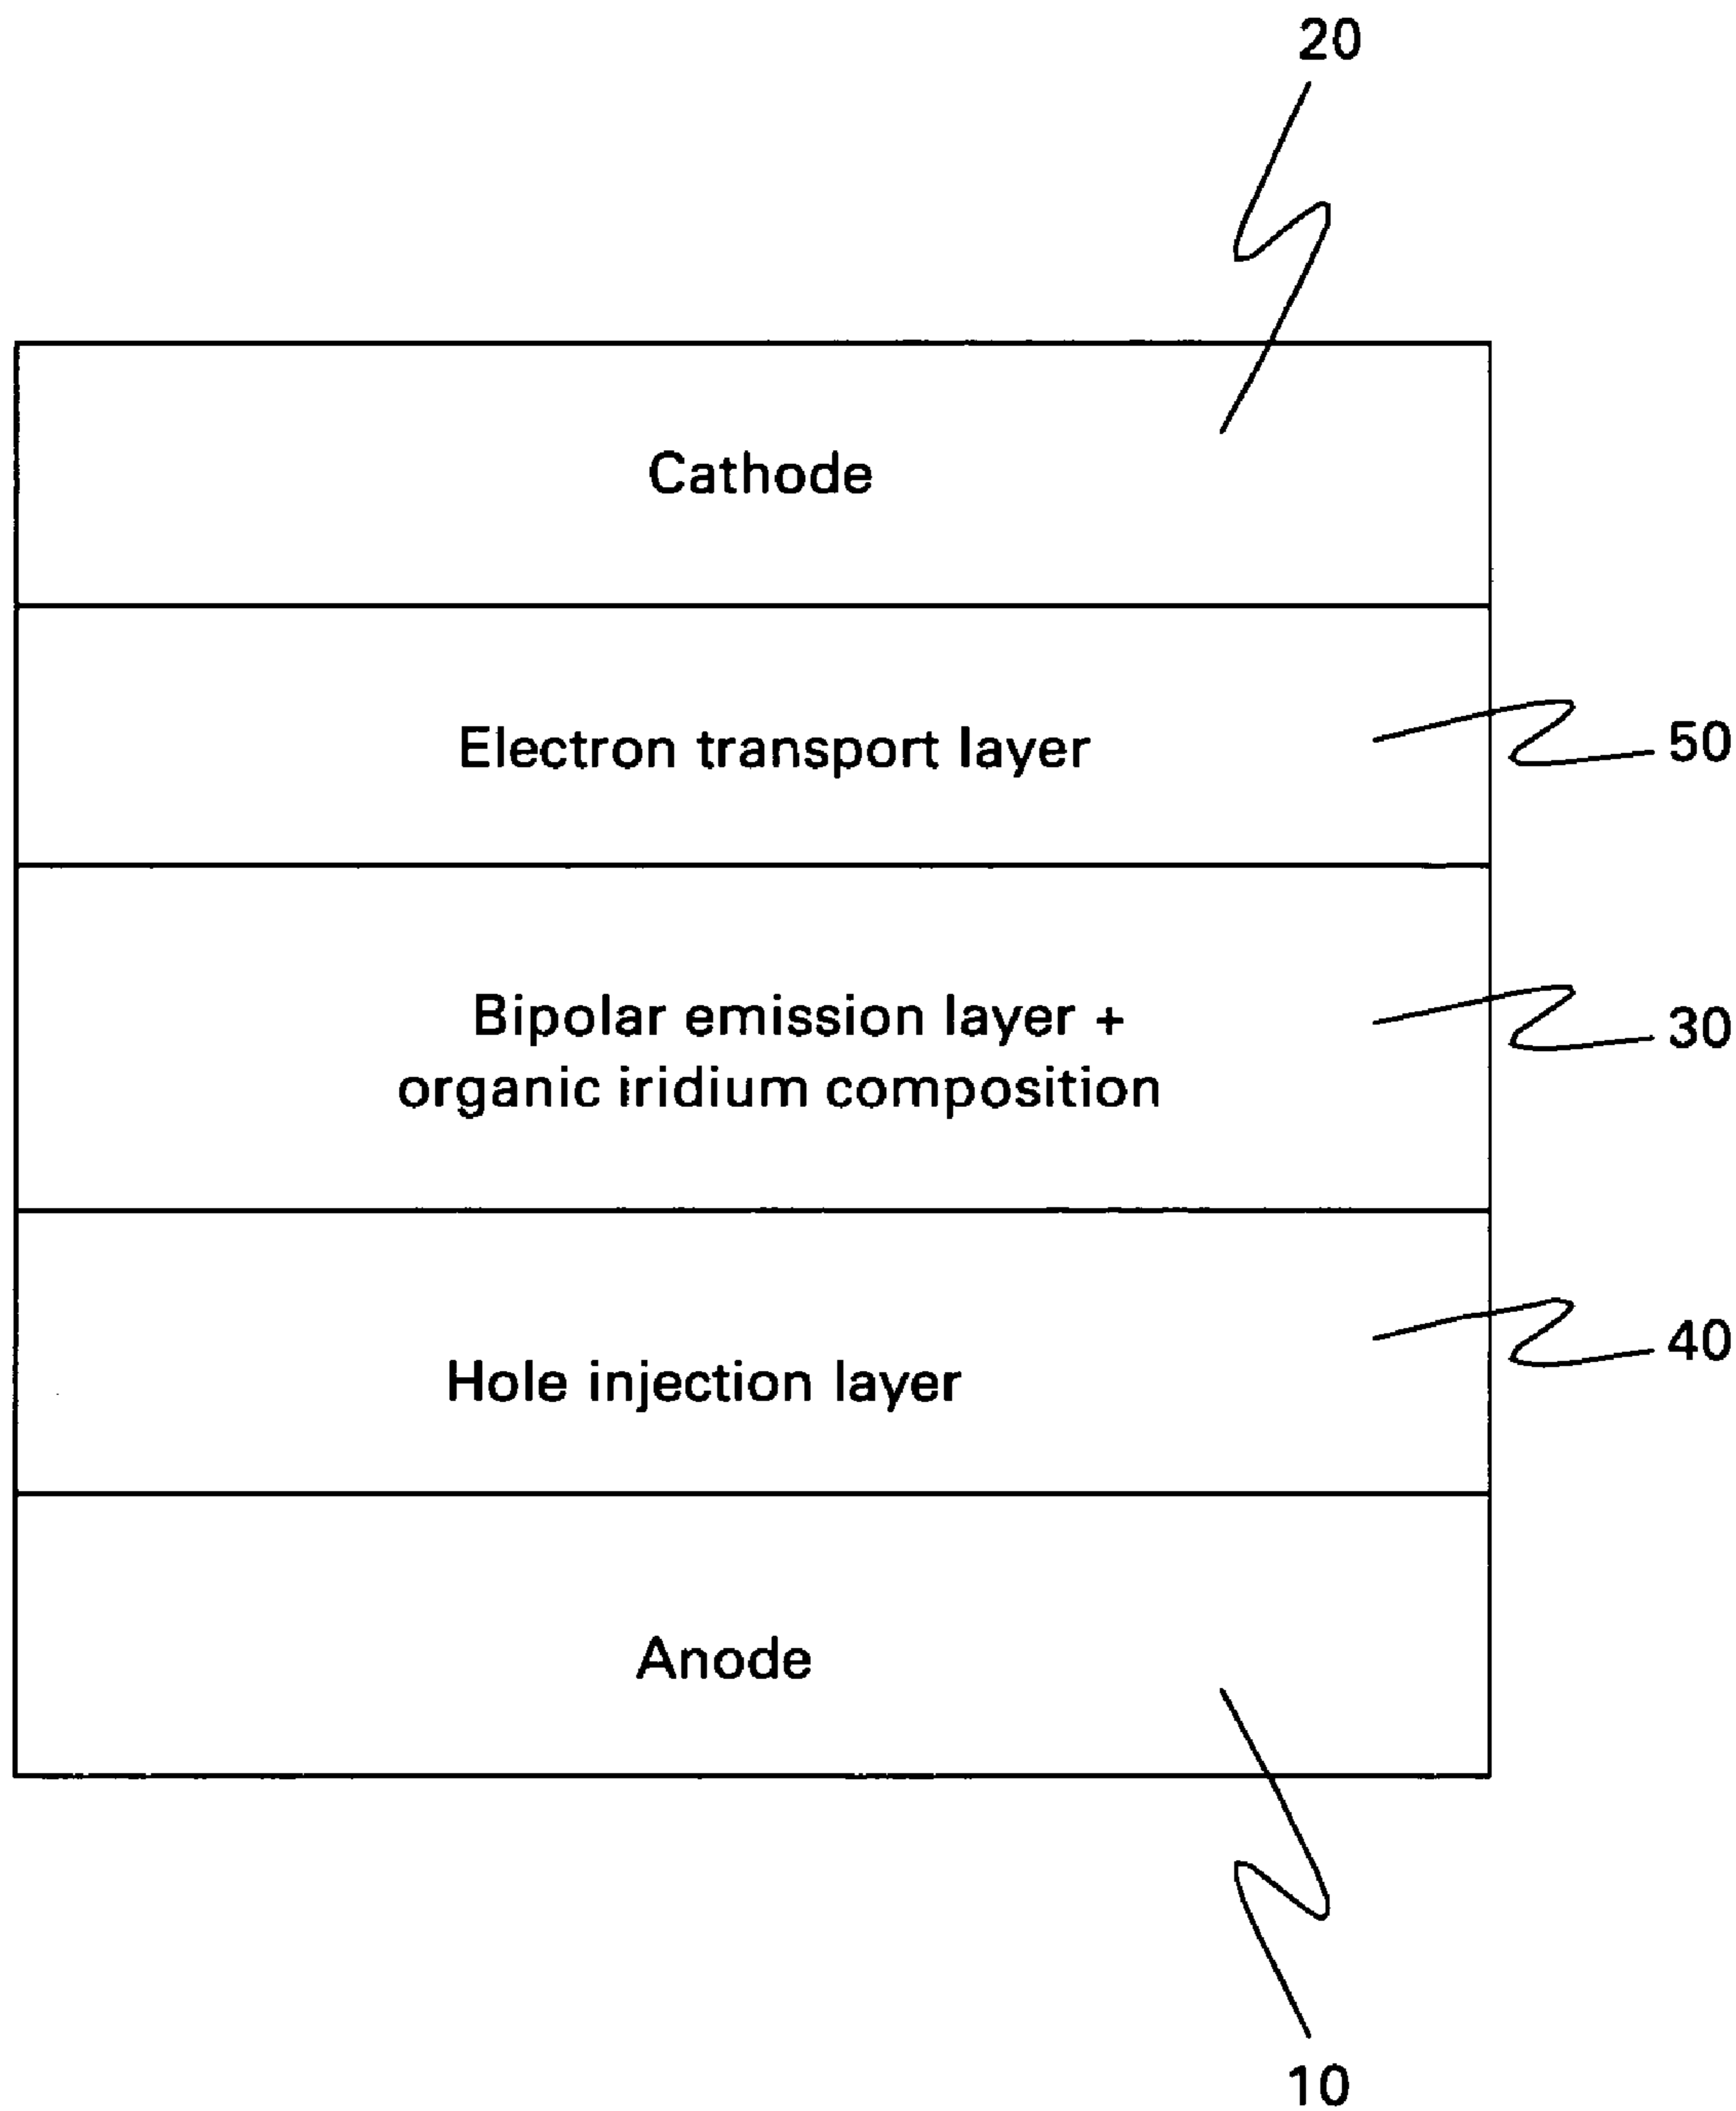 20
Cathode
Electron transport layer
50
Bipolar emission layer +
organic iridium composition
30
Hole injection layer
40
Anode
10